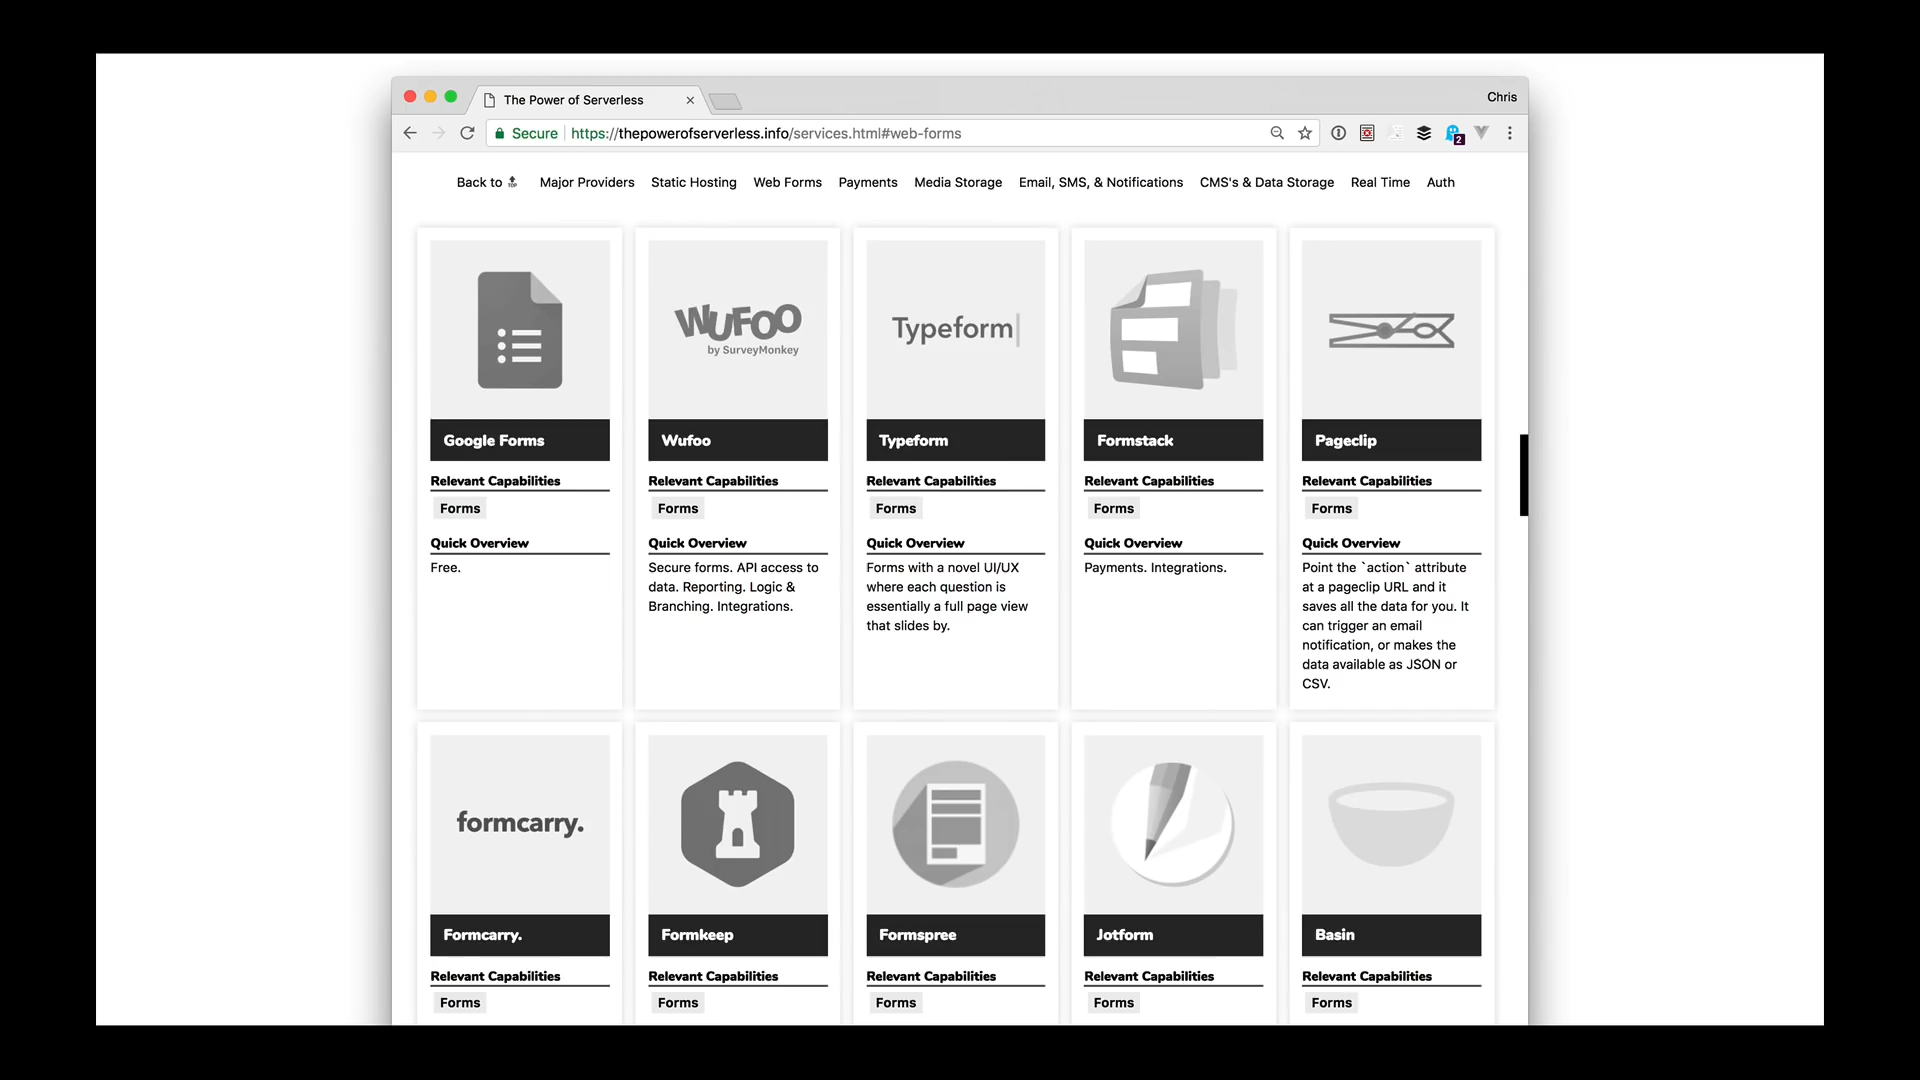 The Power of Serverless
Chris
Secure https://thepowerofserverless.info/services.html#web-forms
2
Back to TOP Major Providers Static Hosting Web Forms Payments Media Storage Email, SMS, & Notifications CMS's & Data Storage Real Time Auth
WUFOO
by SurveyMonkey
Typeform
Google Forms
Relevant Capabilities
Forms
Quick Overview
Free.
Wufoo
Relevant Capabilities
Forms
Quick Overview
Secure forms. API access to
data. Reporting. Logic &
Branching. Integrations.
Typeform
Relevant Capabilities
Forms
Quick Overview
Forms with a novel UI/UX
where each question is
essentially a full page view
that slides by.
Formstack
Relevant Capabilities
Forms
Quick Overview
Payments. Integrations.
Pageclip
Relevant Capabilities
Forms
Quick Overview
Point the `action` attribute
at a pageclip URL and it
saves all the data for you. It
can trigger an email
notification, or makes the
data available as JSON or
CSV.
formcarry.
Formcarry.
Relevant Capabilities
Forms
Formkeep
Relevant Capabilities
Forms
Formspree
Relevant Capabilities
Forms
Jotform
Relevant Capabilities
Forms
Basin
Relevant Capabilities
Forms